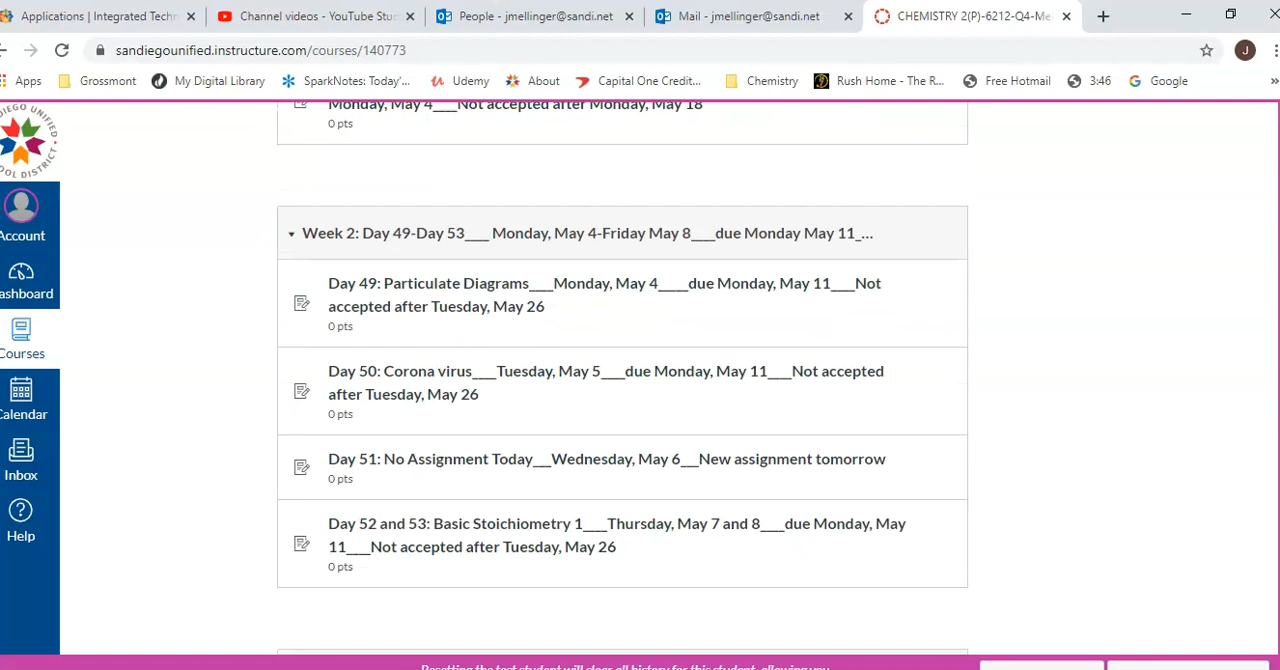 Applications | Integrated Techn
Channel videos - YouTube Stud
People - jmellinger@sandi.net
Mail - jmellinger@sandi.net
CHEMISTRY 2(P)-6212-Q4-Me
sandiegounified.instructure.com/courses/140773
J
Apps
Grossmont
My Digital Library
SparkNotes: Today'...
Udemy
About
Capital One Credit...
Chemistry
Rush Home - The R...
Free Hotmail
3:46
Google
DIEGO UNIFIED
OOL DISTRICT
Account
ashboard
Courses
Calendar
Inbox
Help
Monday, May 4___Not accepted after Monday, May 18
0 pts
Week 2: Day 49-Day 53___ Monday, May 4-Friday May 8___due Monday May 11_...
Day 49: Particulate Diagrams___Monday, May 4____due Monday, May 11___Not
accepted after Tuesday, May 26
0 pts
Day 50: Corona virus___Tuesday, May 5___due Monday, May 11___Not accepted
after Tuesday, May 26
0 pts
Day 51: No Assignment Today__Wednesday, May 6__New assignment tomorrow
0 pts
Day 52 and 53: Basic Stoichiometry 1___Thursday, May 7 and 8___due Monday, May
11___Not accepted after Tuesday, May 26
0 pts
Resetting the test student will clear all history for this student, allowing you